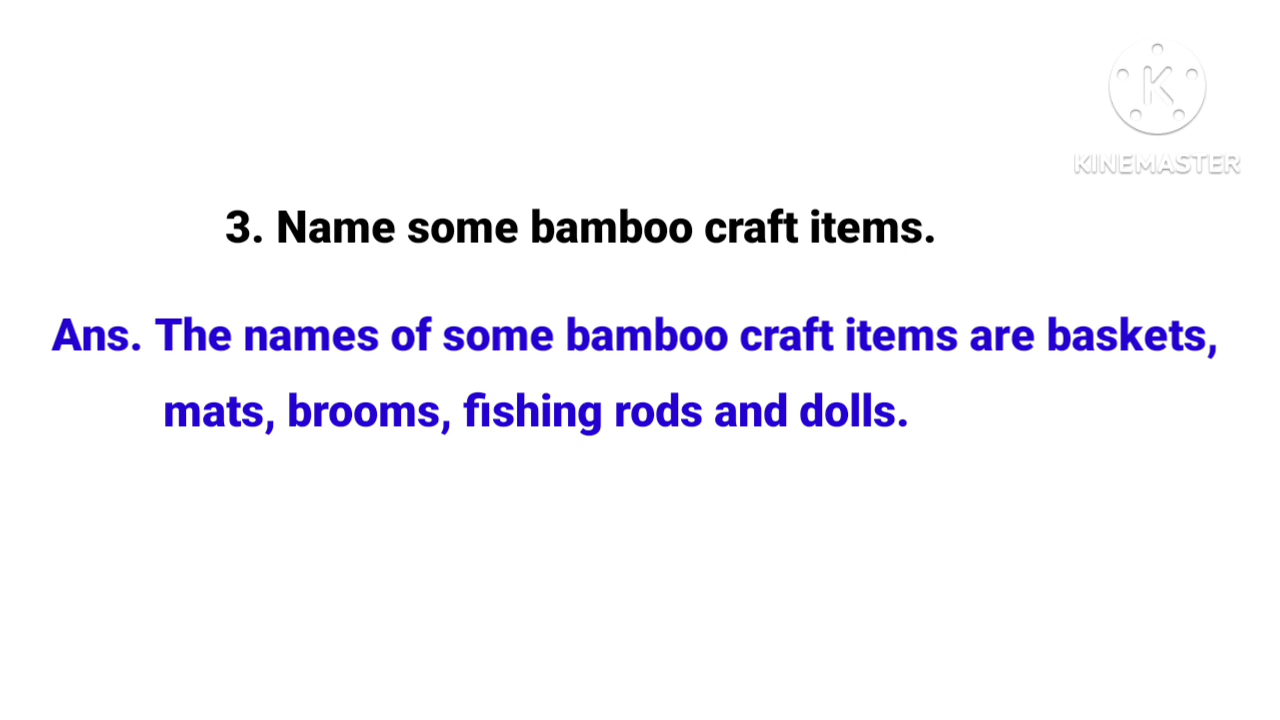 K
KINEMASTER
3. Name some bamboo craft items.
Ans. The names of some bamboo craft items are baskets,
mats, brooms, fishing rods and dolls.